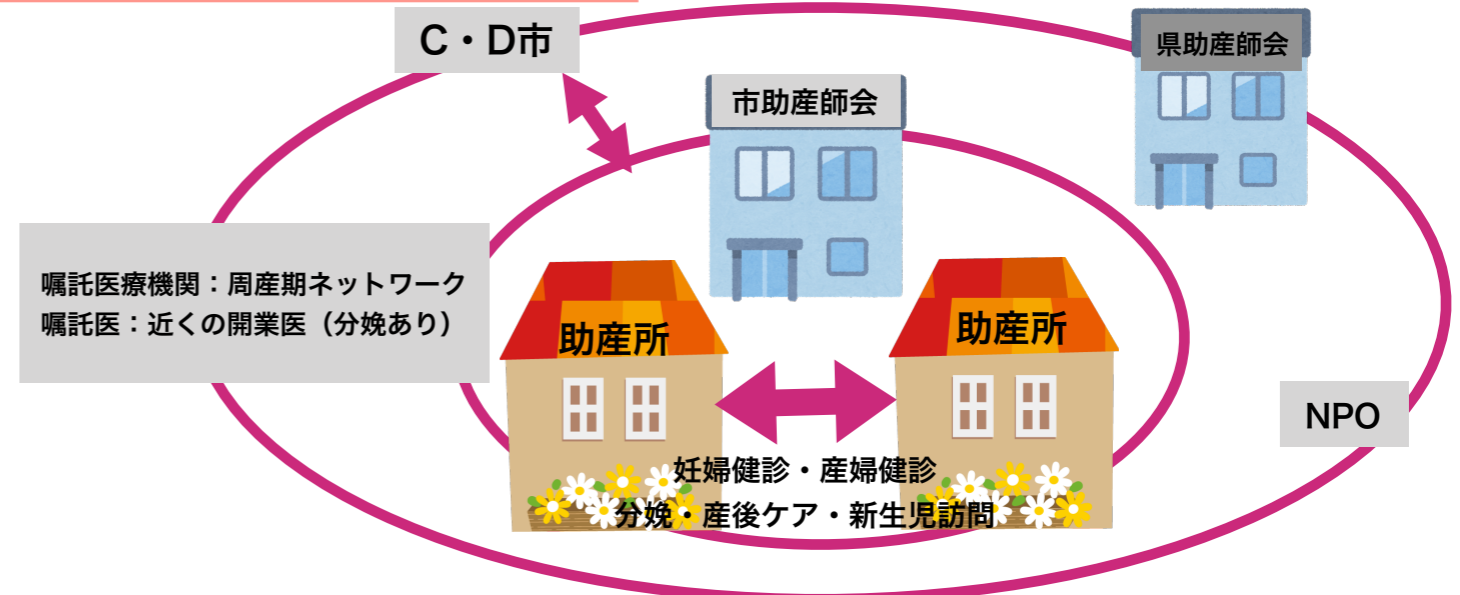 C・D市
県助産師会
市助産師会
嘱託医療機関：周産期ネットワーク
嘱託医：近くの開業医（分娩あり）
助産所
助産所
NPO
妊婦健診・産婦健診
分娩・産後ケア・新生児訪問